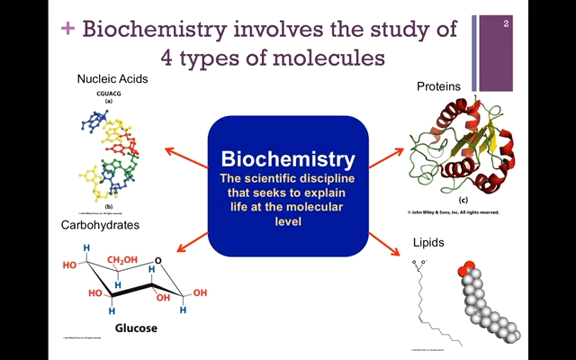 + Biochemistry involves the study of
4 types of molecules
2
Nucleic Acids
CGUACG
(a)
(b)
Proteins
(c)
© John Wiley & Sons, Inc. All rights reserved.
Biochemistry
The scientific discipline
that seeks to explain
life at the molecular
level
Carbohydrates
H
CH₂OH
O
HO
H
H
H
HO
OH
OH
H
H
Glucose
Lipids
O
O⁻
C